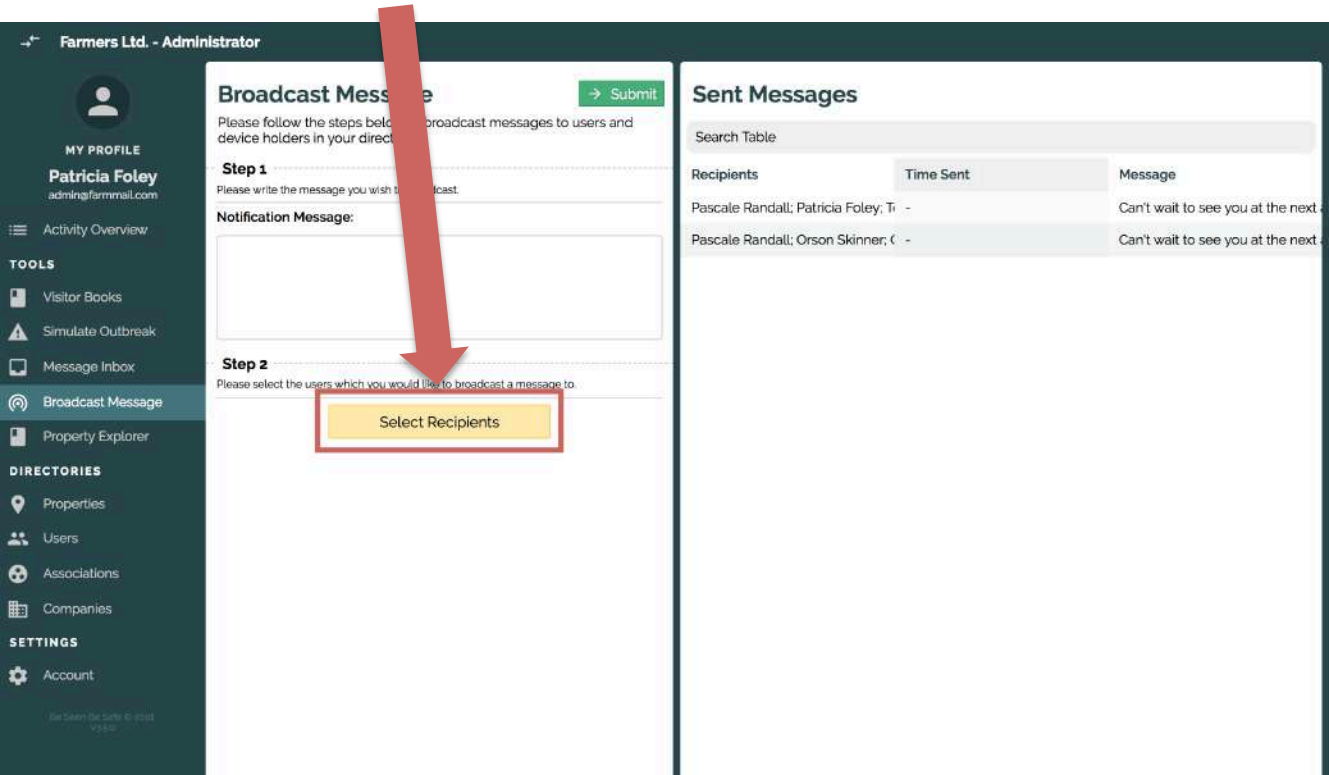 Farmers Ltd. - Administrator
MY PROFILE
Patricia Foley
admin@farmmail.com
Activity Overview
TOOLS
Visitor Books
Simulate Outbreak
Message Inbox
Broadcast Message
Property Explorer
DIRECTORIES
Properties
Users
Associations
Companies
SETTINGS
Account
Be Seen Be Safe ©
Broadcast Mess e
Submit
Please follow the steps belo broadcast messages to users and
device holders in your direct
Step 1
Please write the message you wish t dcast.
Notification Message:
Step 2
Please select the users which you would like to broadcast a message to.
Select Recipients
Sent Messages
Search Table
Recipients Time Sent Message
Pascale Randall; Patricia Foley; T - Can't wait to see you at the next
Pascale Randall; Orson Skinner; - Can't wait to see you at the next